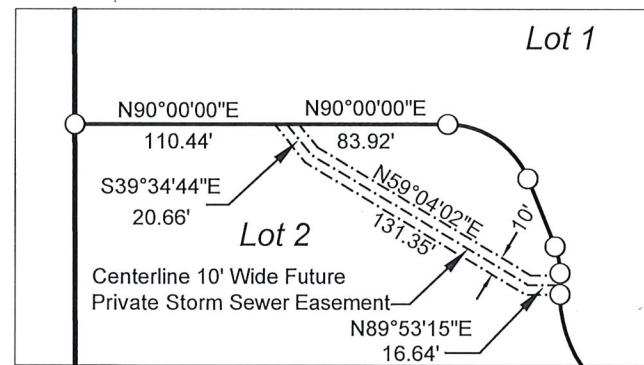 Lot 1
N90°00'00"E
N90°00'00"E
110.44'
83.92'
S39°34'44"E
20.66'
N59°04'02"E
131.35'
10'
Lot 2
Centerline 10' Wide Future
Private Storm Sewer Easement
N89°53'15"E
16.64'